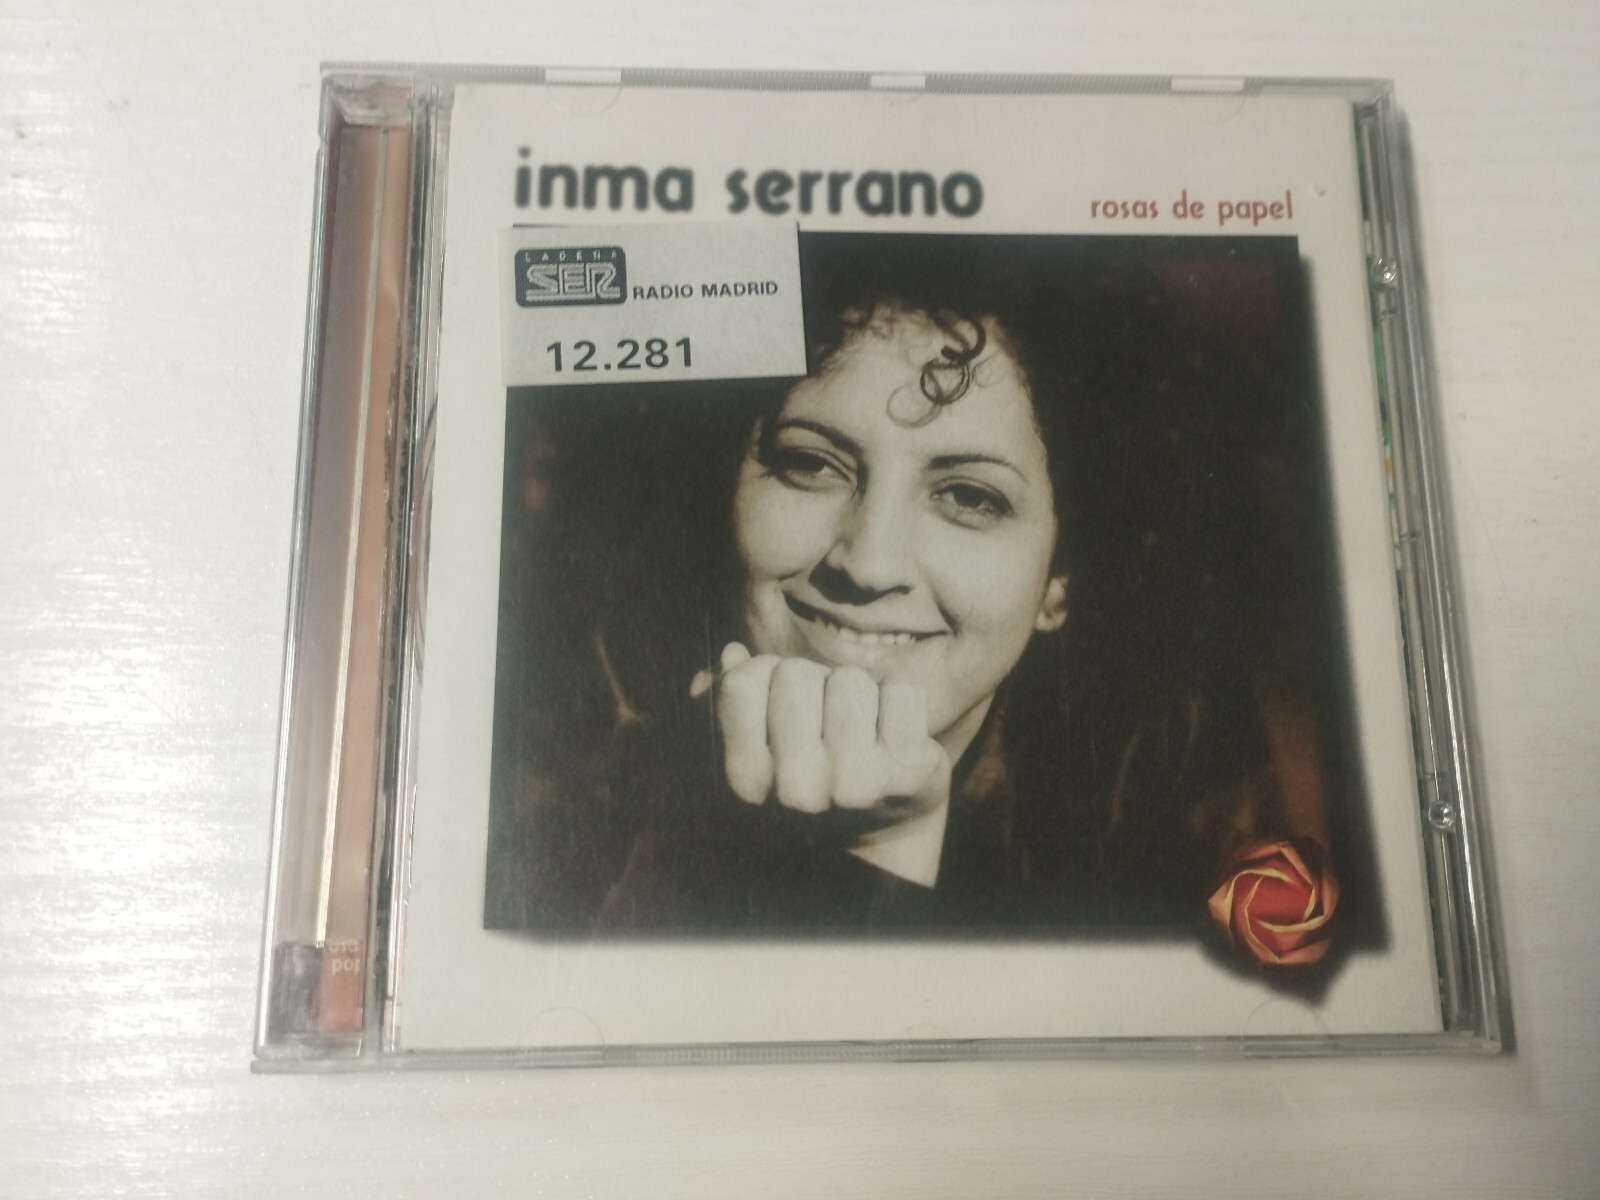 inma serrano
rosas de papel
CADENA
SER RADIO MADRID
12.281